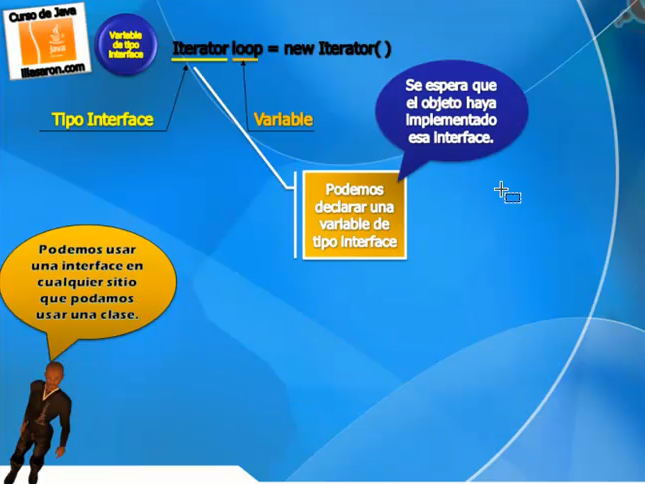 Curso de Java
Java
illasaron.com
Variable
de tipo
Interface
Iterator loop = new Iterator( )
Tipo Interface
Variable
Se espera que
el objeto haya
implementado
esa interface.
Podemos
declarar una
variable de
tipo interface
Podemos usar
una interface en
cualquier sitio
que podamos
usar una clase.